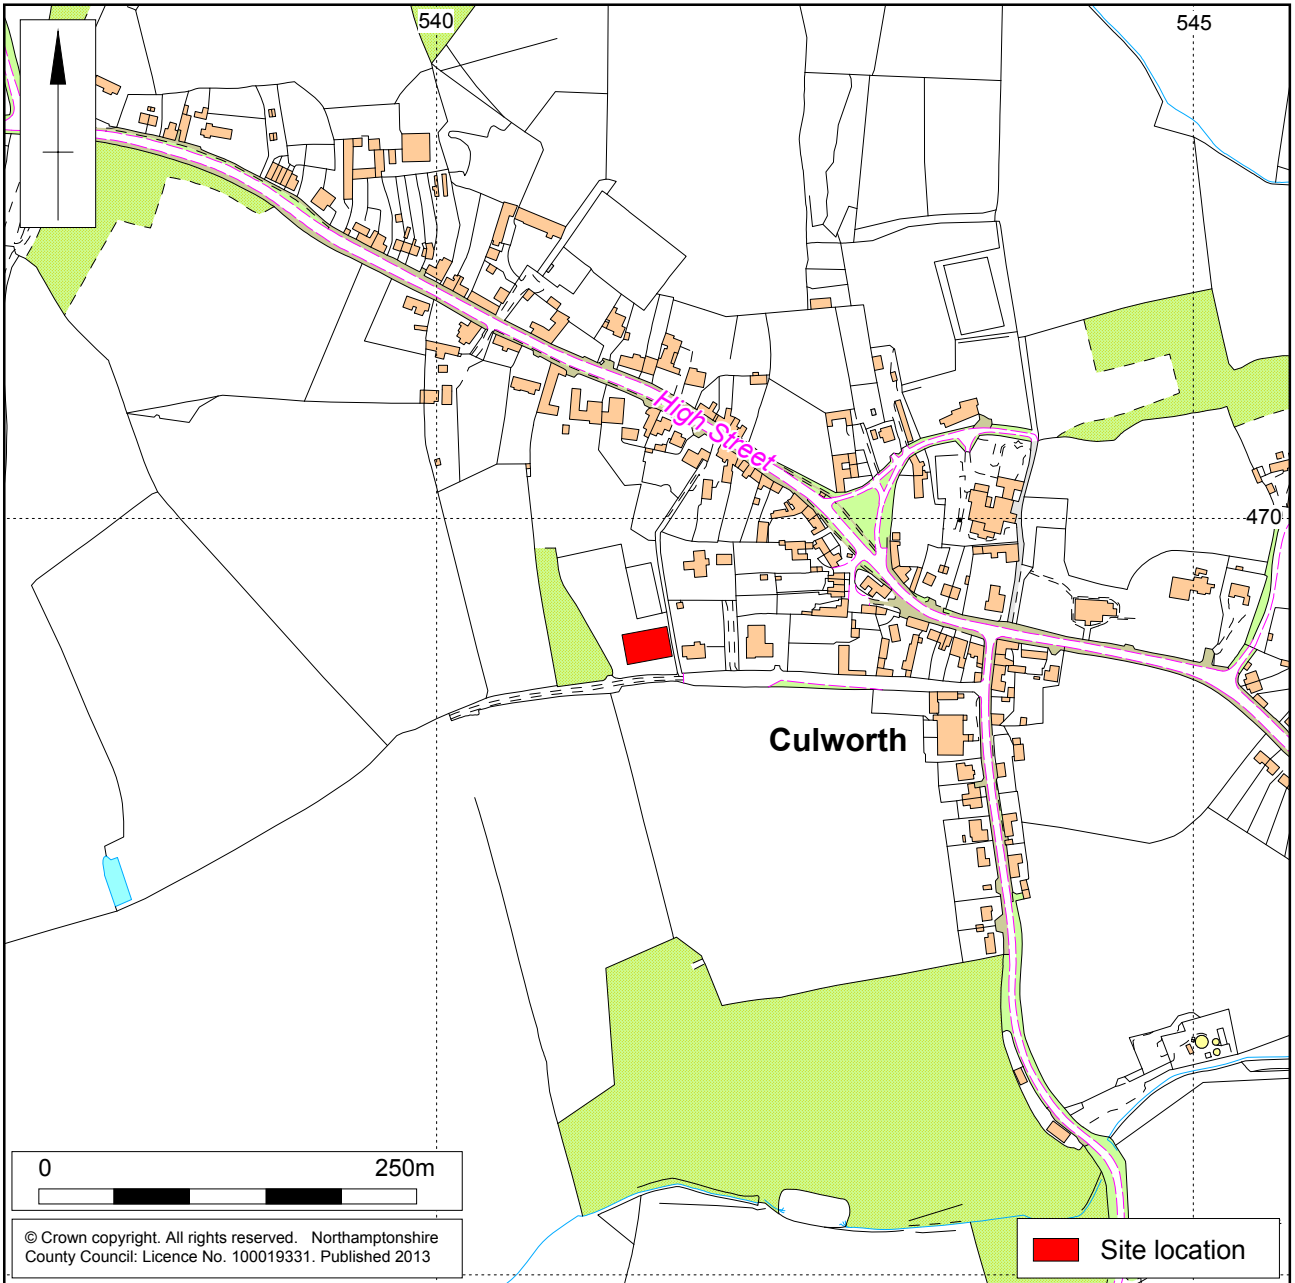 540
545
High Street
470
Culworth
0 250m
© Crown copyright. All rights reserved. Northamptonshire
County Council: Licence No. 100019331. Published 2013
Site location